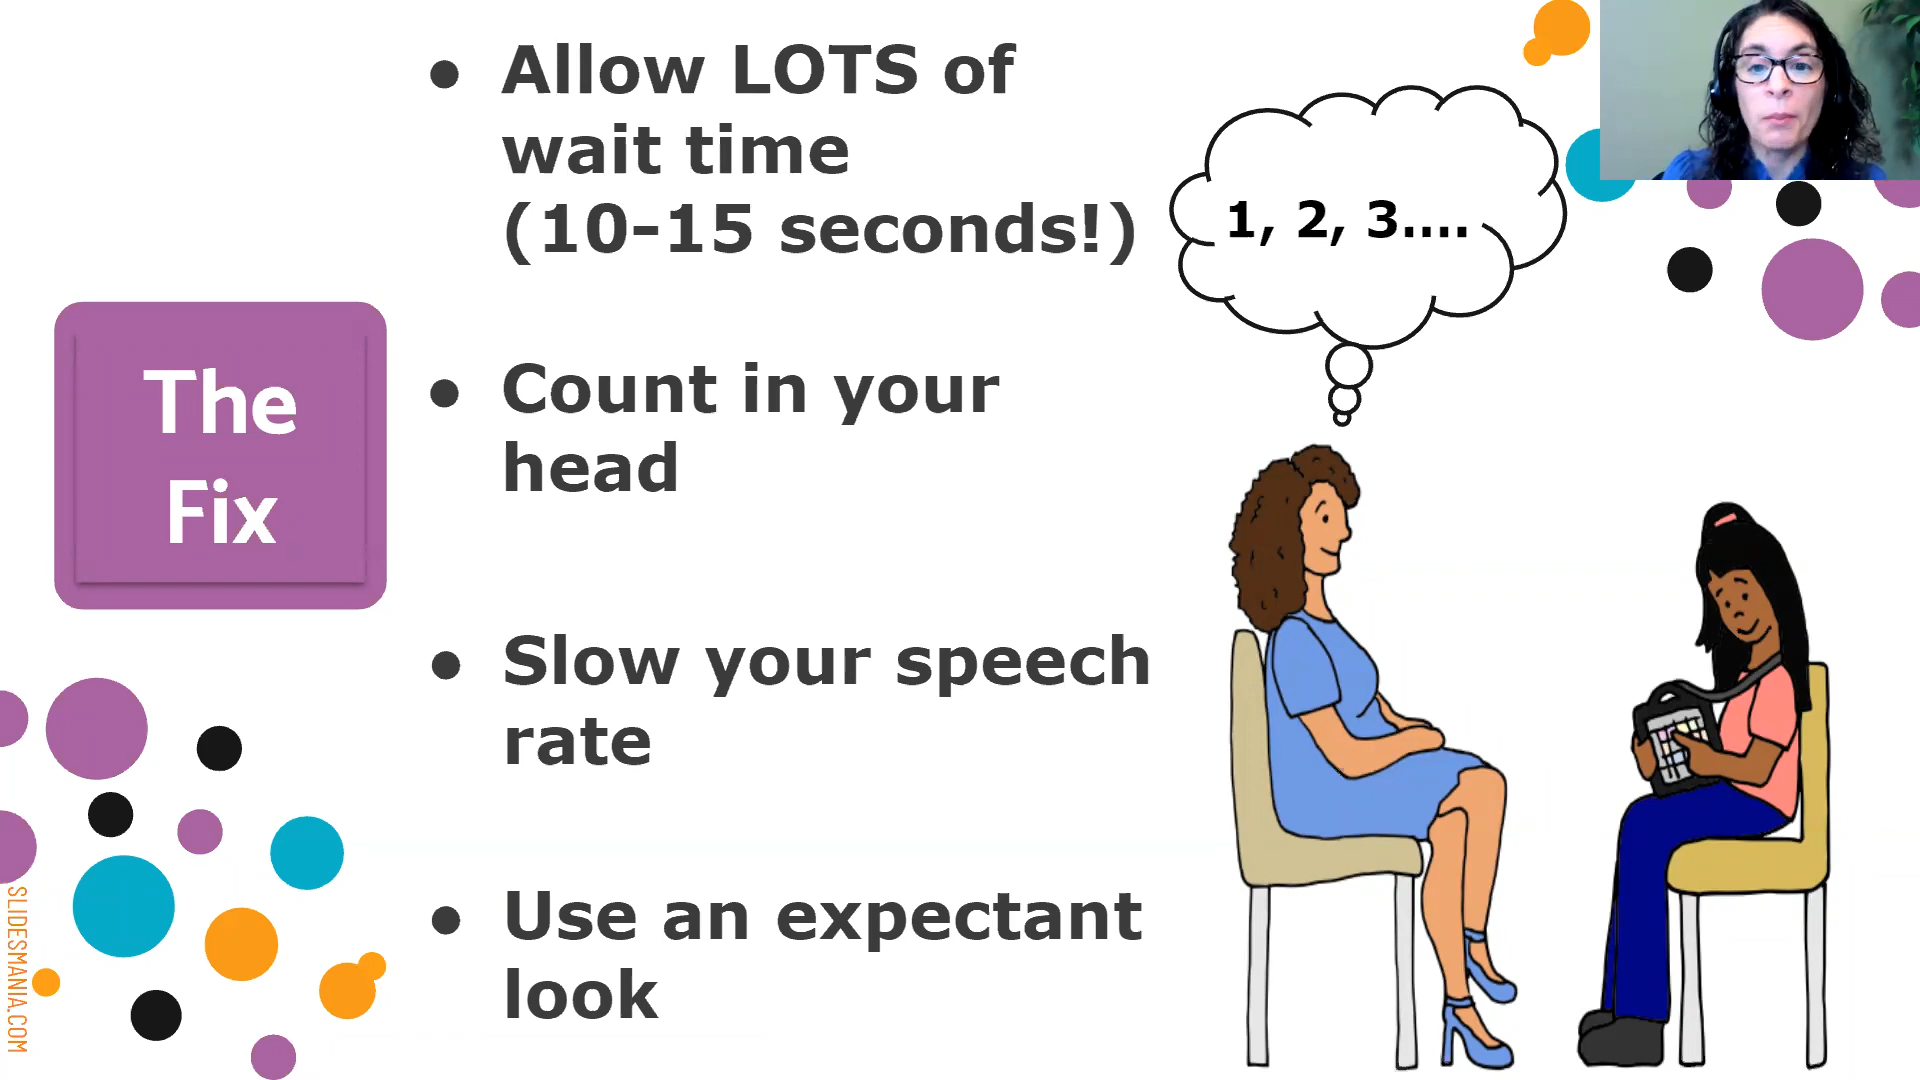 The
Fix
● Allow LOTS of
wait time
(10-15 seconds!)
● Count in your
head
● Slow your speech
rate
● Use an expectant
look
1, 2, 3....
SLIDESMANIA.COM